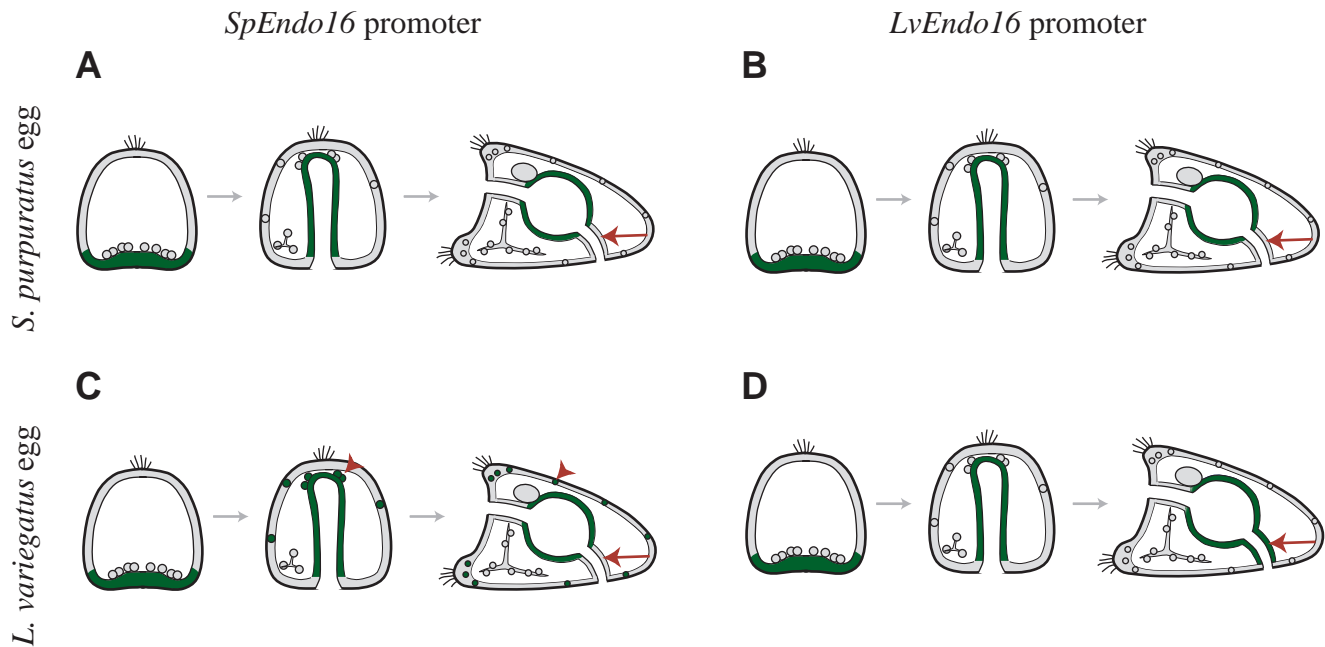 SpEndo16 promoter
LvEndo16 promoter
A
B
S. purpuratus egg
C
D
L. variegatus egg